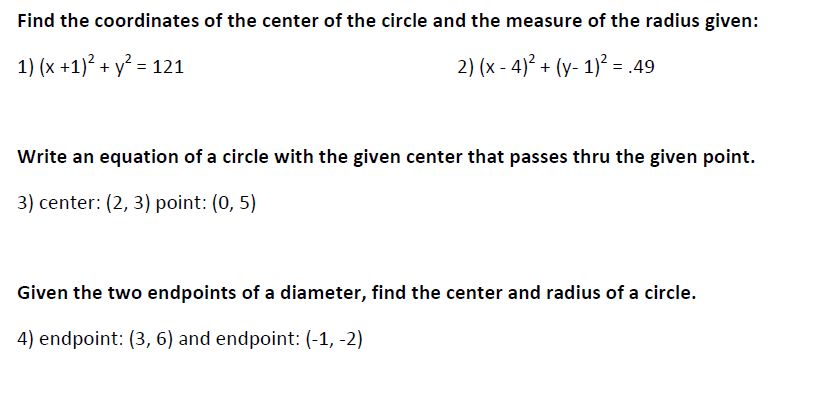 Find the coordinates of the center of the circle and the measure of the radius given:
1) (x +1)² + y² = 121 2) (x - 4)² + (y- 1)² = .49
Write an equation of a circle with the given center that passes thru the given point.
3) center: (2, 3) point: (0, 5)
Given the two endpoints of a diameter, find the center and radius of a circle.
4) endpoint: (3, 6) and endpoint: (-1, -2)